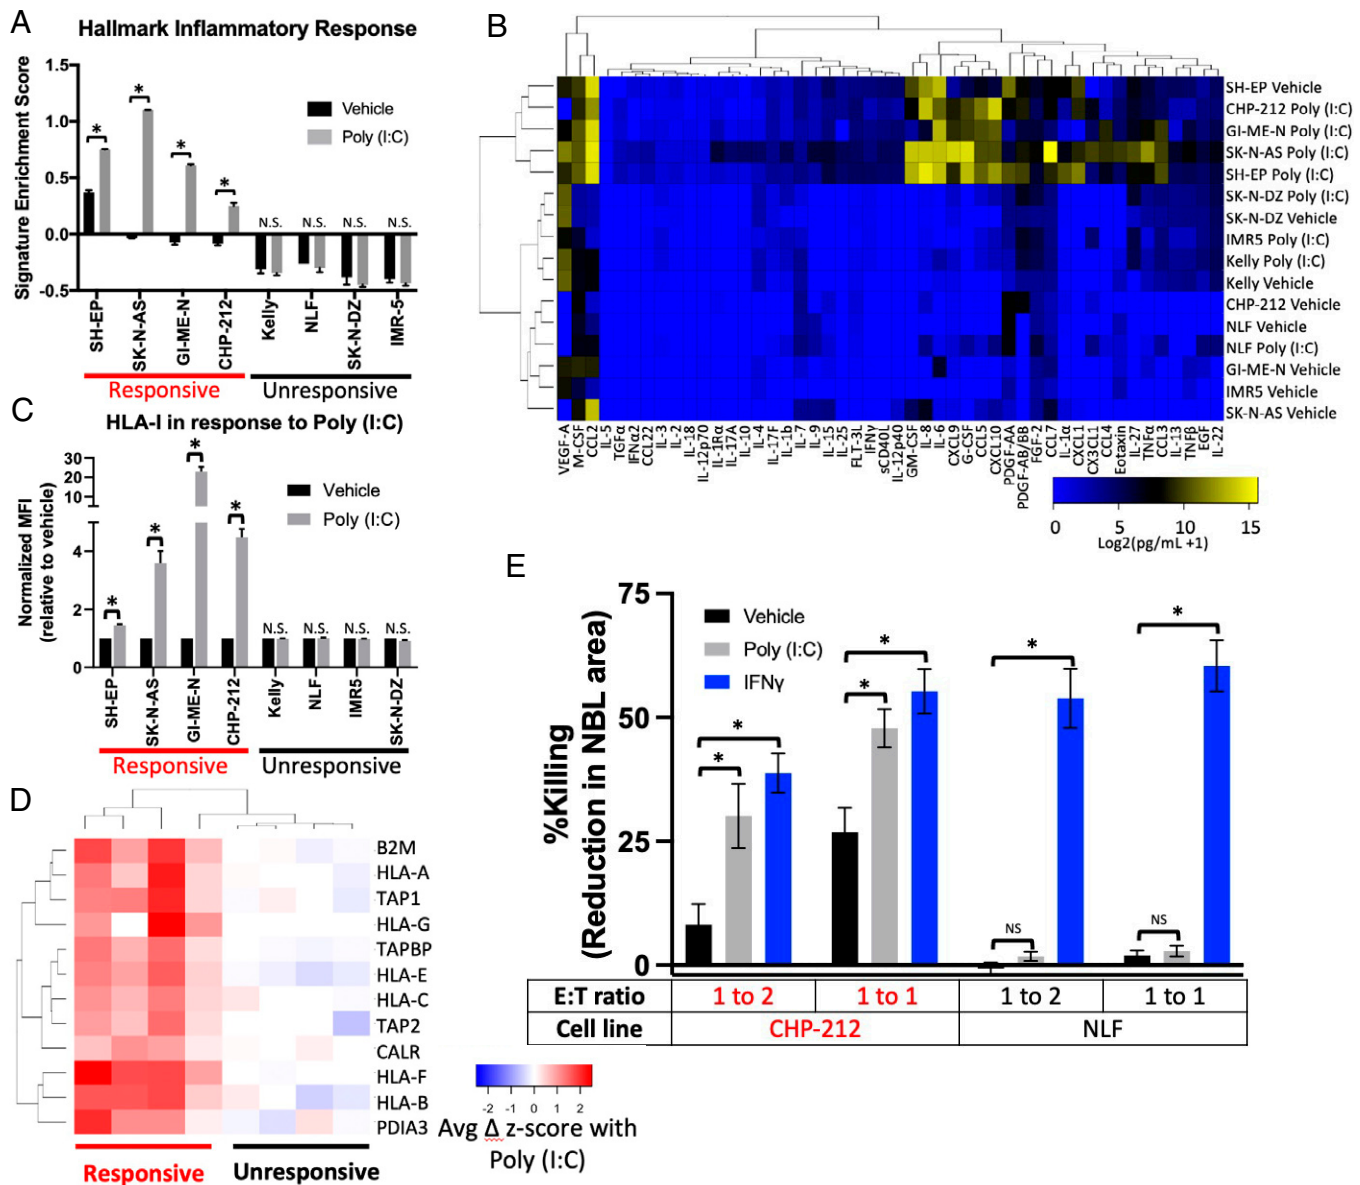 A
Hallmark Inflammatory Response
Signature Enrichment Score
1.5
1.0
0.5
0.0
-0.5
Vehicle
Poly (I:C)
*
*
*
*
N.S.
N.S.
N.S.
N.S.
SH-EP
SK-N-AS
GI-ME-N
CHP-212
Kelly
NLF
SK-N-DZ
IMR-5
Responsive
Unresponsive
B
SH-EP Vehicle
CHP-212 Poly (I:C)
GI-ME-N Poly (I:C)
SK-N-AS Poly (I:C)
SH-EP Poly (I:C)
SK-N-DZ Poly (I:C)
SK-N-DZ Vehicle
IMR5 Poly (I:C)
Kelly Poly (I:C)
Kelly Vehicle
CHP-212 Vehicle
NLF Vehicle
NLF Poly (I:C)
GI-ME-N Vehicle
IMR5 Vehicle
SK-N-AS Vehicle
VEGF-A
M-CSF
CCL2
IL-5
TGFα
IFNα2
CCL22
IL-3
IL-2
IL-18
IL-12p70
IL-1Rα
IL-17A
IL-10
IL-4
IL-17F
IL-1b
IL-7
IL-9
IL-15
IL-25
FLT-3L
IFNγ
sCD40L
IL-12p40
GM-CSF
IL-8
IL-6
CXCL9
G-CSF
CCL5
CXCL10
PDGF-AA
PDGF-AB/BB
FGF-2
CCL7
IL-1α
CXCL1
CX3CL1
CCL4
Eotaxin
IL-27
TNFα
CCL3
IL-13
TNFβ
EGF
IL-22
0 5 10 15
Log2(pg/mL +1)
C
HLA-I in response to Poly (I:C)
Normalized MFI
(relative to vehicle)
30
20
10
4
2
0
Vehicle
Poly (I:C)
*
*
*
*
N.S.
N.S.
N.S.
N.S.
SH-EP
SK-N-AS
GI-ME-N
CHP-212
Kelly
NLF
IMR5
SK-N-DZ
Responsive
Unresponsive
D
B2M
HLA-A
TAP1
HLA-G
TAPBP
HLA-E
HLA-C
TAP2
CALR
HLA-F
HLA-B
PDIA3
Responsive
Unresponsive
-2 -1 0 1 2
Avg Δ z-score with
Poly (I:C)
E
%Killing
(Reduction in NBL area)
75
50
25
0
Vehicle
Poly (I:C)
IFNγ
*
*
*
*
NS
*
NS
*
E:T ratio 1 to 2 1 to 1 1 to 2 1 to 1
Cell line CHP-212 NLF